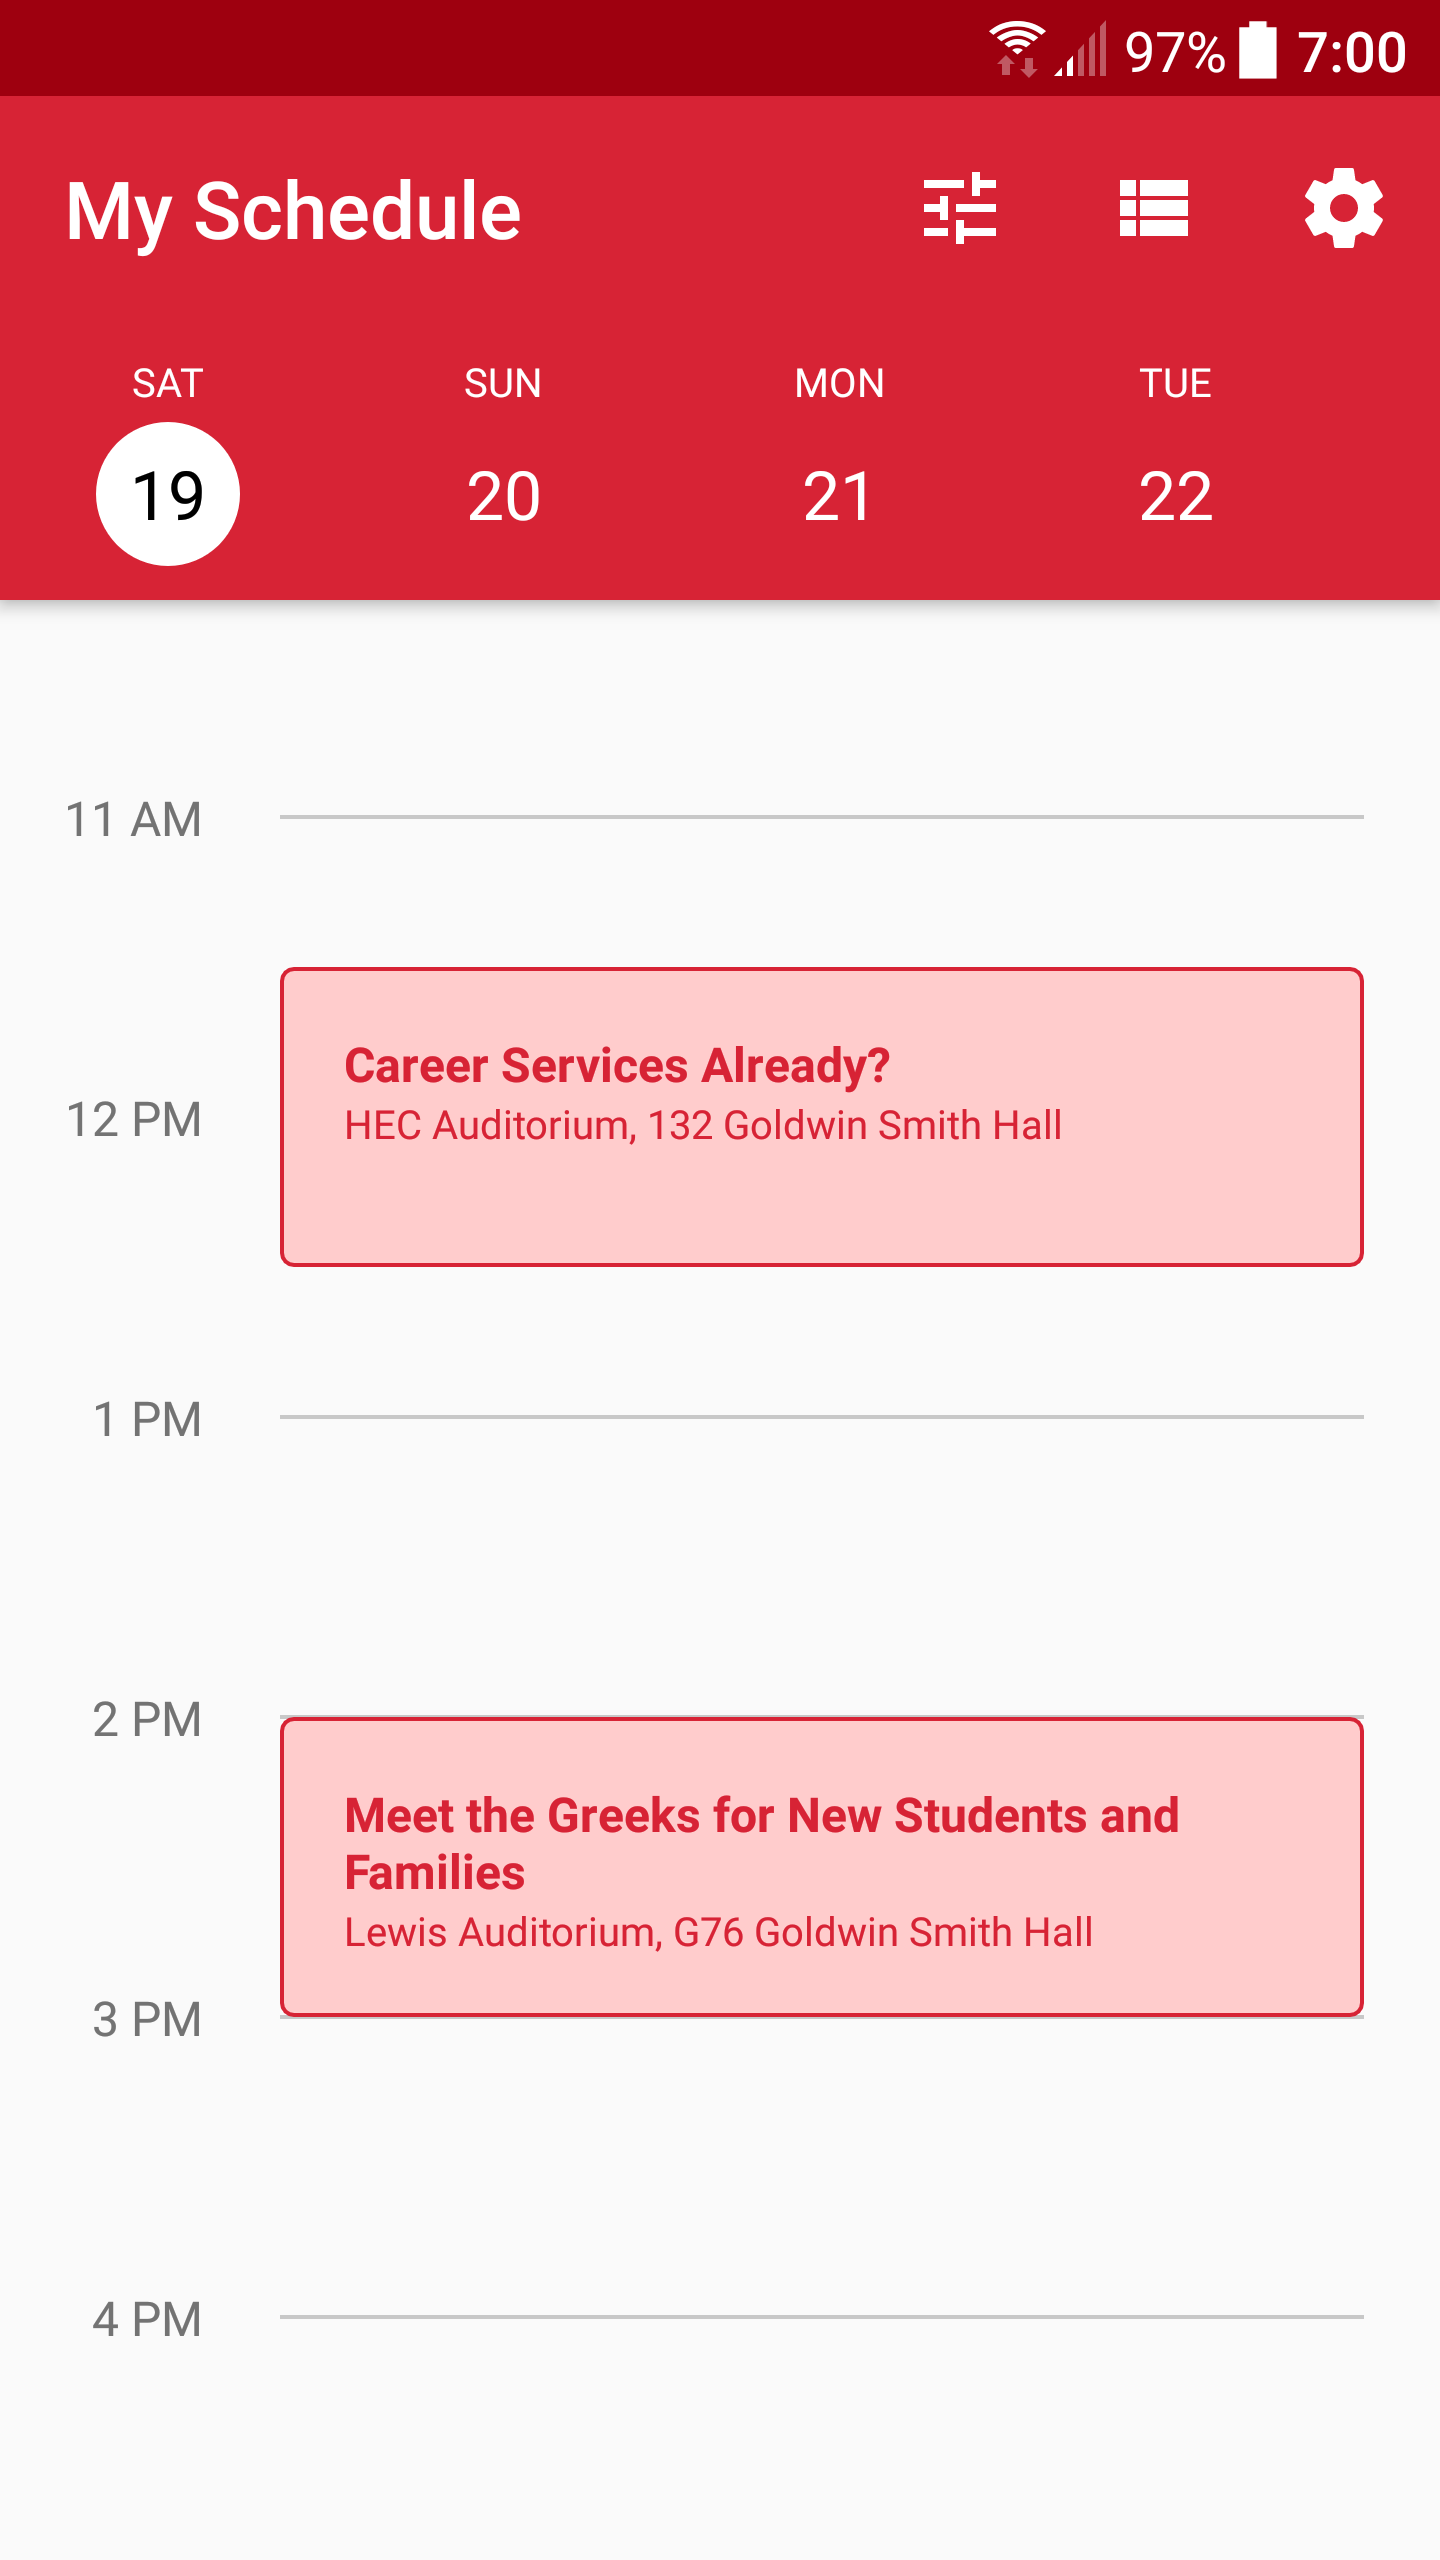 97% 7:00
My Schedule
SAT SUN MON TUE
19 20 21 22
11 AM
Career Services Already?
12 PM
HEC Auditorium, 132 Goldwin Smith Hall
1 PM
2 PM
Meet the Greeks for New Students and
Families
Lewis Auditorium, G76 Goldwin Smith Hall
3 PM
4 PM